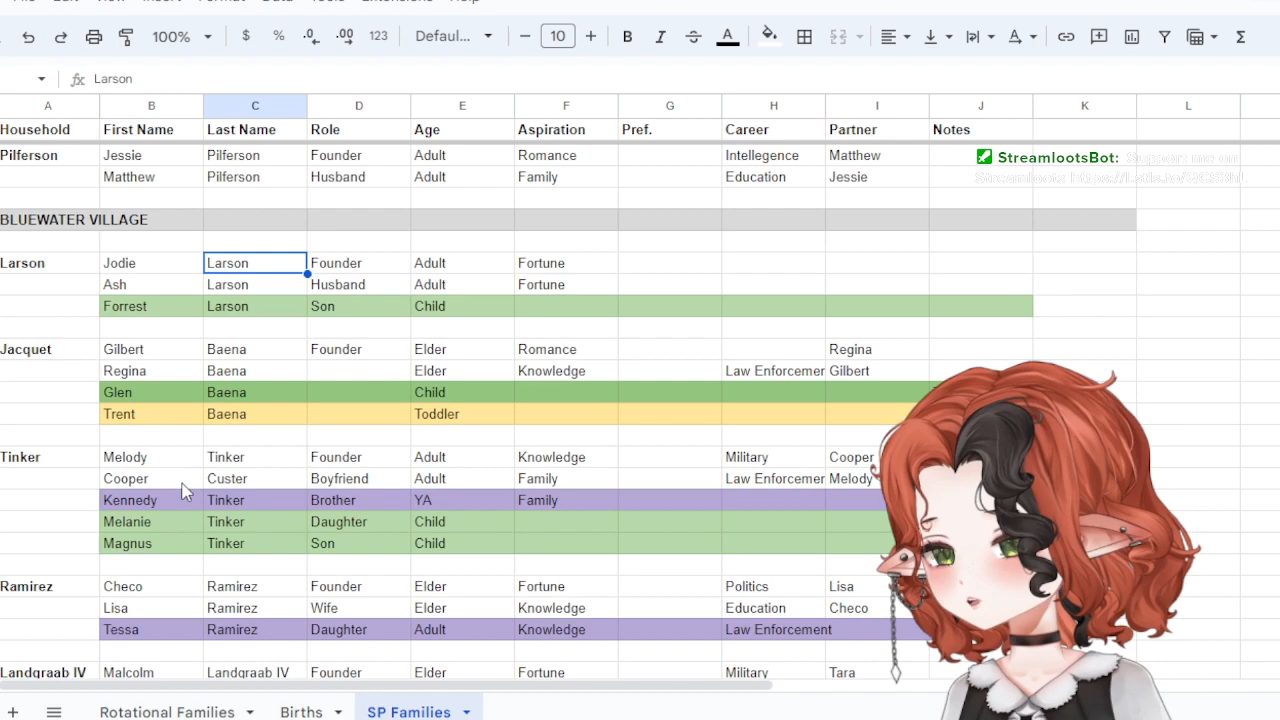 100% $ % .0 .00 123 Defaul... 10 B I A Σ
fx Larson
A B C D E F G H I J K L
Household First Name Last Name Role Age Aspiration Pref. Career Partner Notes
Pilferson Jessie Pilferson Founder Adult Romance Intellegence Matthew
StreamlootsBot: Support me on
Matthew Pilferson Husband Adult Family Education Jessie
BLUEWATER VILLAGE
Larson Jodie Larson Founder Adult Fortune
Ash Larson Husband Adult Fortune
Forrest Larson Son Child
Jacquet Gilbert Baena Founder Elder Romance Regina
Regina Baena Elder Knowledge Law Enforcemer Gilbert
Glen Baena Child
Trent Baena Toddler
Tinker Melody Tinker Founder Adult Knowledge Military Cooper
Cooper Custer Boyfriend Adult Family Law Enforcemer Melody
Kennedy Tinker Brother YA Family
Melanie Tinker Daughter Child
Magnus Tinker Son Child
Ramirez Checo Ramirez Founder Elder Fortune Politics Lisa
Lisa Ramirez Wife Elder Knowledge Education Checo
Tessa Ramirez Daughter Adult Knowledge Law Enforcement
Landgraab IV Malcolm Landgraab IV Founder Elder Fortune Military Tara
+ Rotational Families Births SP Families